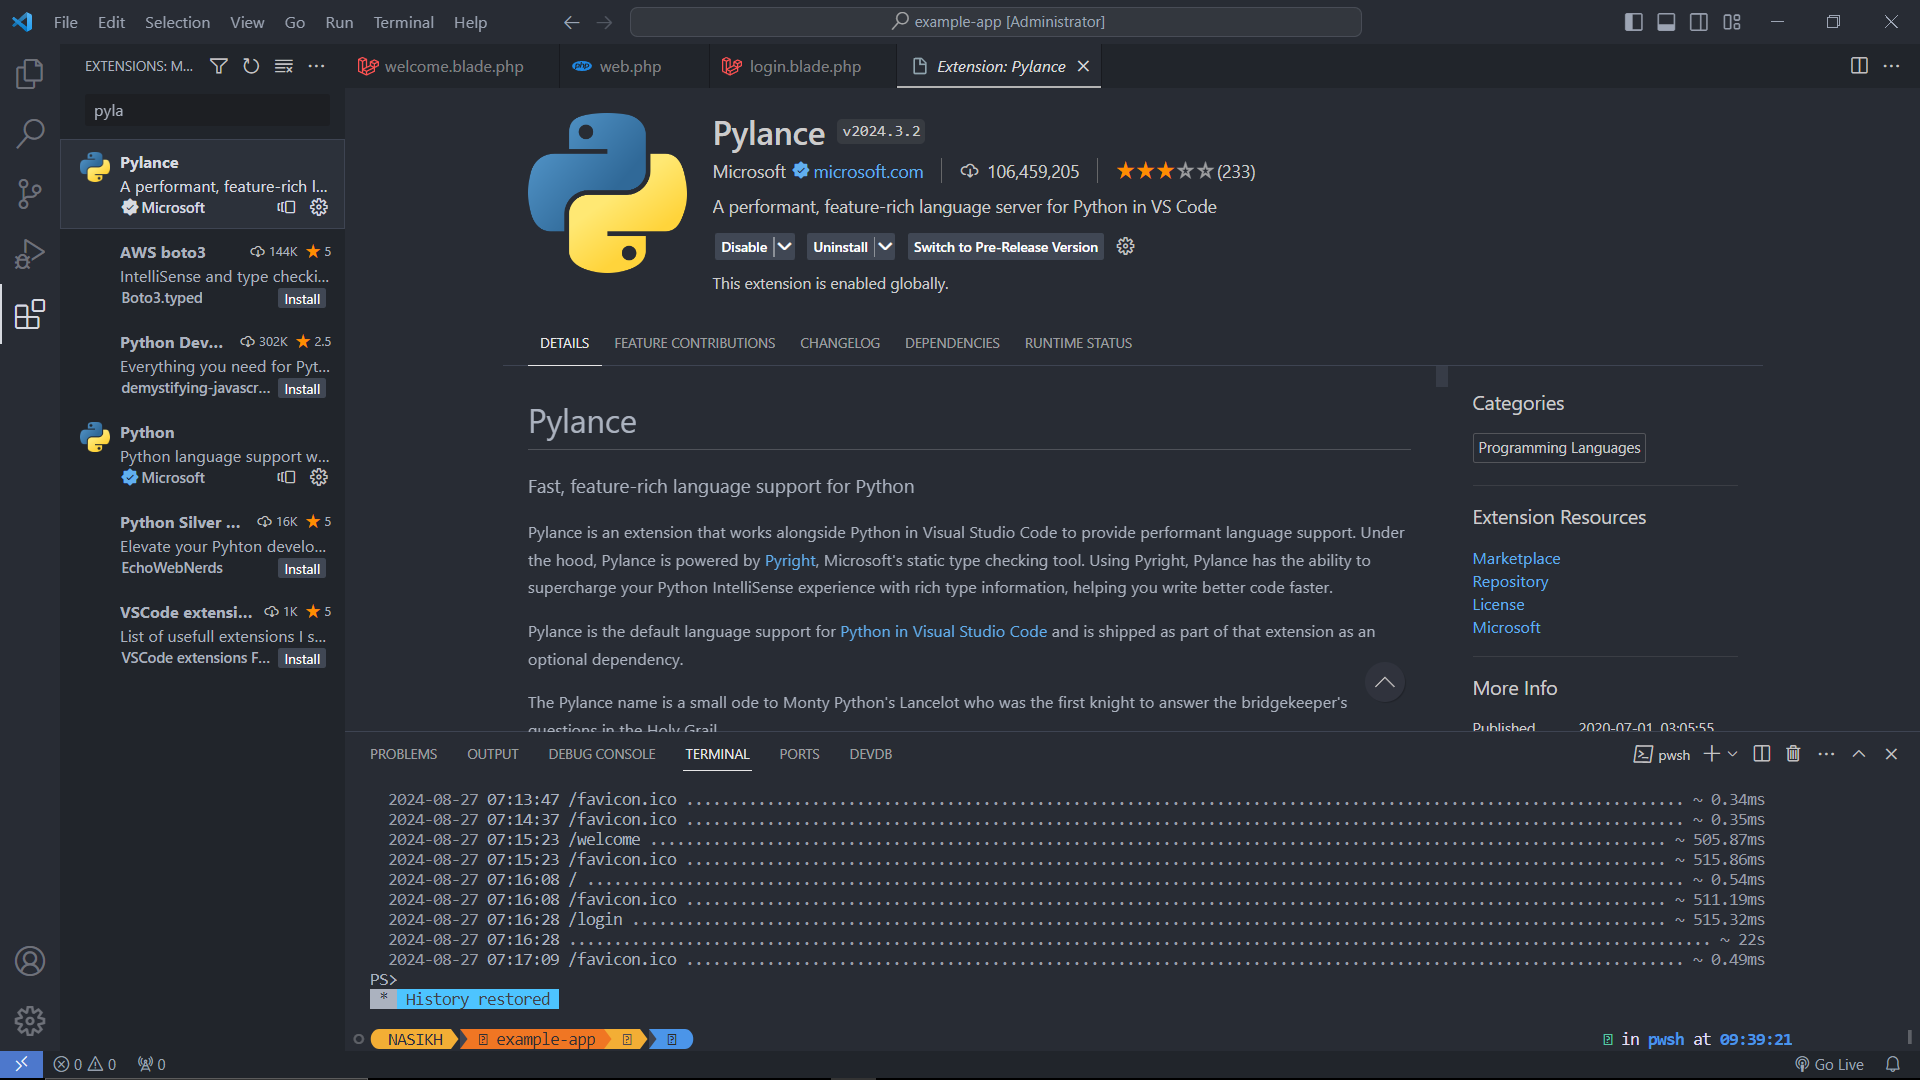 File Edit Selection View Go Run Terminal Help
example-app [Administrator]
EXTENSIONS: M...
welcome.blade.php
web.php
login.blade.php
Extension: Pylance
pyla
Pylance
A performant, feature-rich l...
Microsoft
AWS boto3 144K 5
IntelliSense and type checki...
Boto3.typed Install
Python Dev... 302K 2.5
Everything you need for Pyt...
demystifying-javascr... Install
Python
Python language support w...
Microsoft
Python Silver ... 16K 5
Elevate your Pyhton develo...
EchoWebNerds Install
VSCode extensi... 1K 5
List of usefull extensions I s...
VSCode extensions F... Install
Pylance v2024.3.2
Microsoft microsoft.com 106,459,205 (233)
A performant, feature-rich language server for Python in VS Code
Disable Uninstall Switch to Pre-Release Version
This extension is enabled globally.
DETAILS FEATURE CONTRIBUTIONS CHANGELOG DEPENDENCIES RUNTIME STATUS
Pylance
Fast, feature-rich language support for Python
Pylance is an extension that works alongside Python in Visual Studio Code to provide performant language support. Under
the hood, Pylance is powered by Pyright, Microsoft's static type checking tool. Using Pyright, Pylance has the ability to
supercharge your Python IntelliSense experience with rich type information, helping you write better code faster.
Pylance is the default language support for Python in Visual Studio Code and is shipped as part of that extension as an
optional dependency.
The Pylance name is a small ode to Monty Python's Lancelot who was the first knight to answer the bridgekeeper's
questions in the Holy Grail.
Categories
Programming Languages
Extension Resources
Marketplace
Repository
License
Microsoft
More Info
Published 2020-07-01, 03:05:55
PROBLEMS OUTPUT DEBUG CONSOLE TERMINAL PORTS DEVDB
pwsh
2024-08-27 07:13:47 /favicon.ico ........ ~ 0.34ms
2024-08-27 07:14:37 /favicon.ico ........ ~ 0.35ms
2024-08-27 07:15:23 /welcome ........ ~ 505.87ms
2024-08-27 07:15:23 /favicon.ico ........ ~ 515.86ms
2024-08-27 07:16:08 / ........ ~ 0.54ms
2024-08-27 07:16:08 /favicon.ico ........ ~ 511.19ms
2024-08-27 07:16:28 /login ........ ~ 515.32ms
2024-08-27 07:16:28 ........ ~ 22s
2024-08-27 07:17:09 /favicon.ico ........ ~ 0.49ms
PS>
* History restored
NASIKH example-app
in pwsh at 09:39:21
0 0 0
Go Live